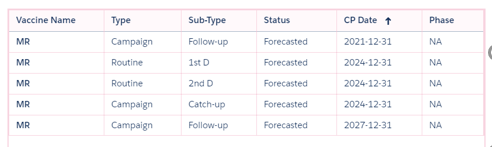 Vaccine Name Type Sub-Type Status CP Date ↑ Phase
MR Campaign Follow-up Forecasted 2021-12-31 NA
MR Routine 1st D Forecasted 2024-12-31 NA
MR Routine 2nd D Forecasted 2024-12-31 NA
MR Campaign Catch-up Forecasted 2024-12-31 NA
MR Campaign Follow-up Forecasted 2027-12-31 NA